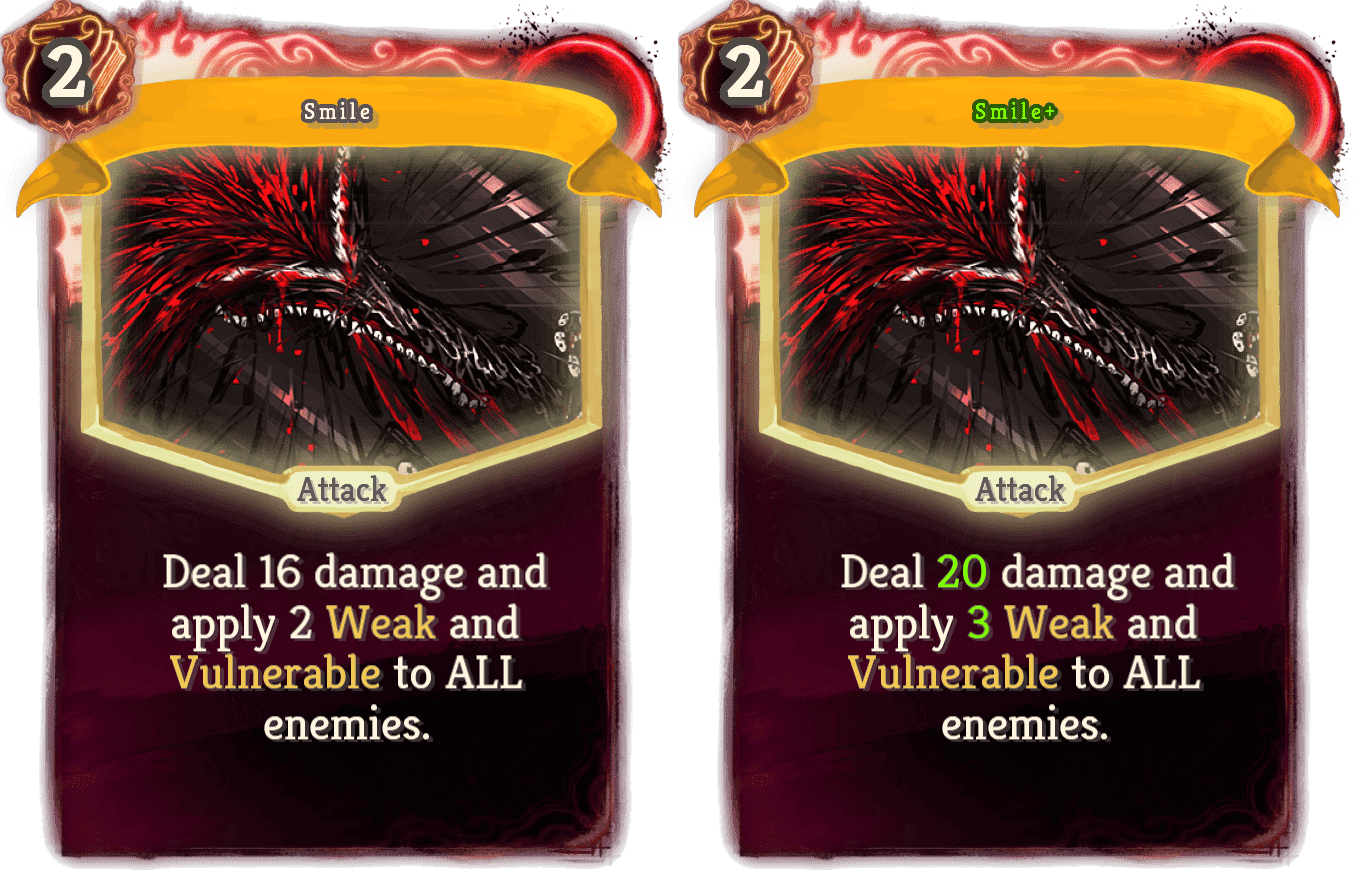 2
Smile
Attack
Deal 16 damage and
apply 2 Weak and
Vulnerable to ALL
enemies.
2
Smile+
Attack
Deal 20 damage and
apply 3 Weak and
Vulnerable to ALL
enemies.